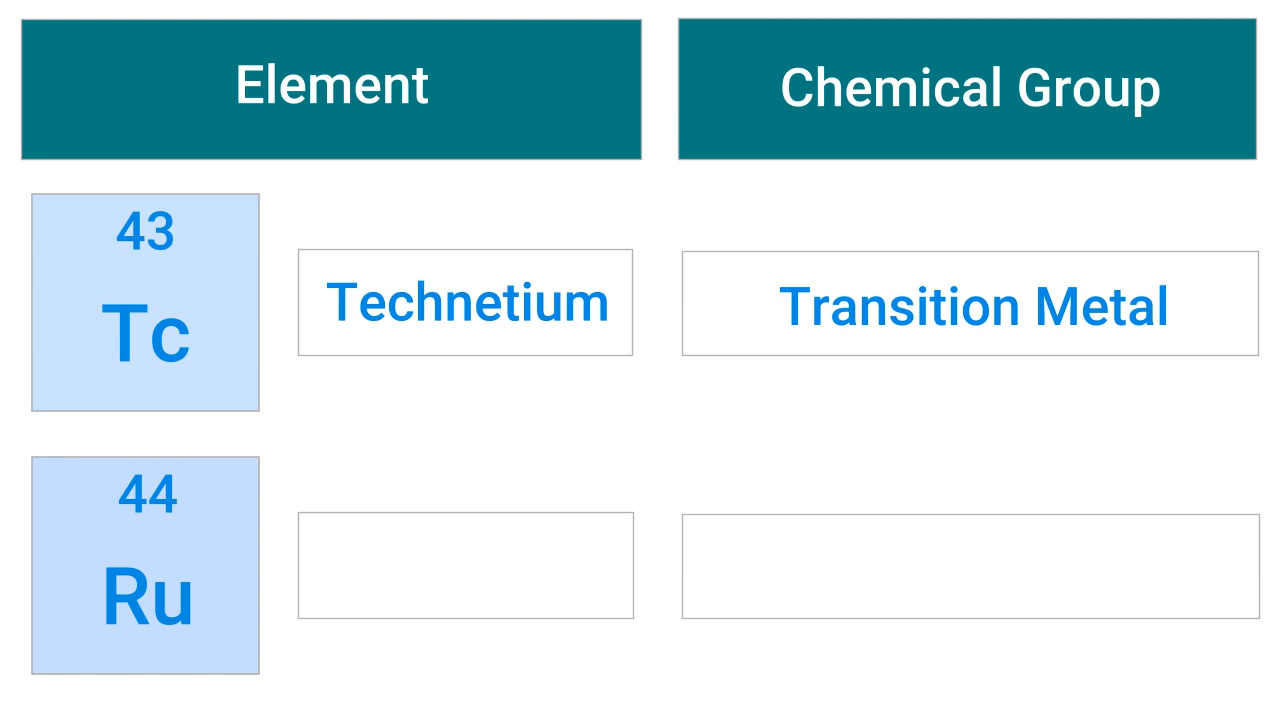 Element
Chemical Group
43
Tc
Technetium
Transition Metal
44
Ru